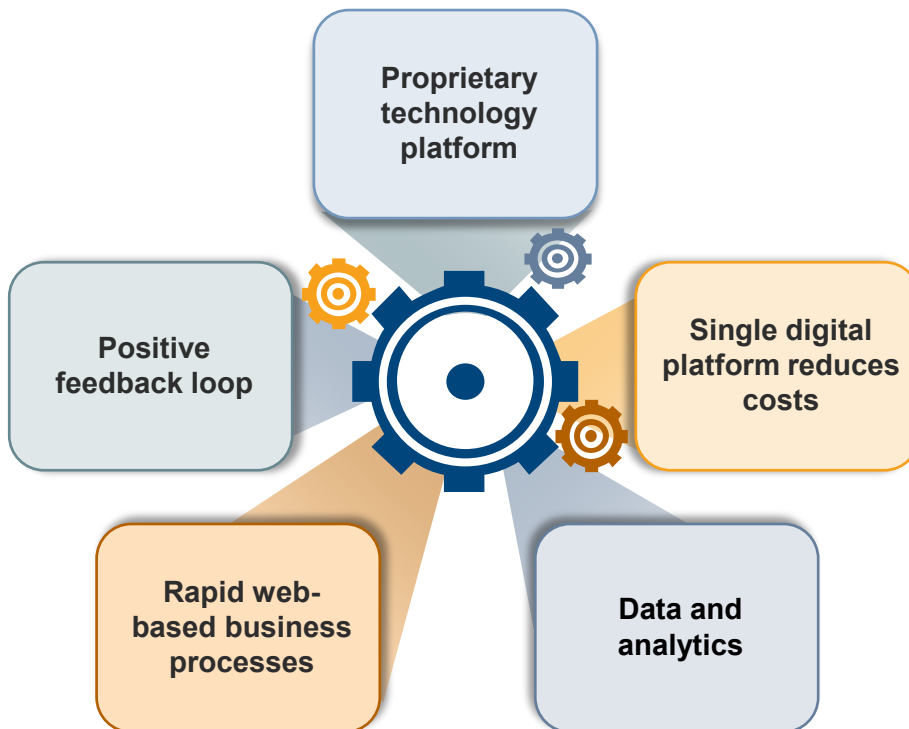 Proprietary
technology
platform
Positive
feedback loop
Single digital
platform reduces
costs
Rapid web-
based business
processes
Data and
analytics